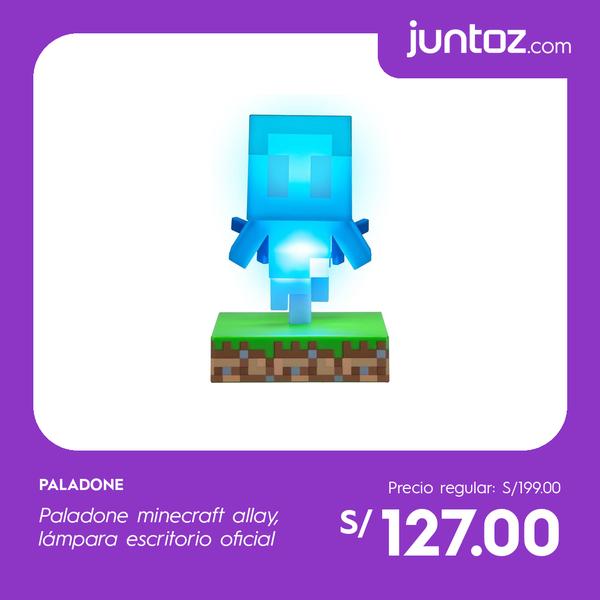 juntoz.com
PALADONE
Paladone minecraft allay,
lámpara escritorio oficial
Precio regular: S/199.00
S/127.00